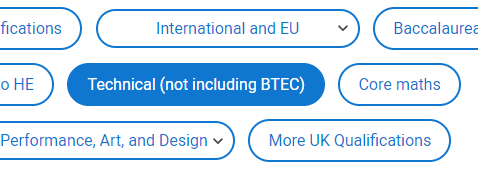 fications International and EU Baccalaurea
o HE Technical (not including BTEC) Core maths
Performance, Art, and Design More UK Qualifications